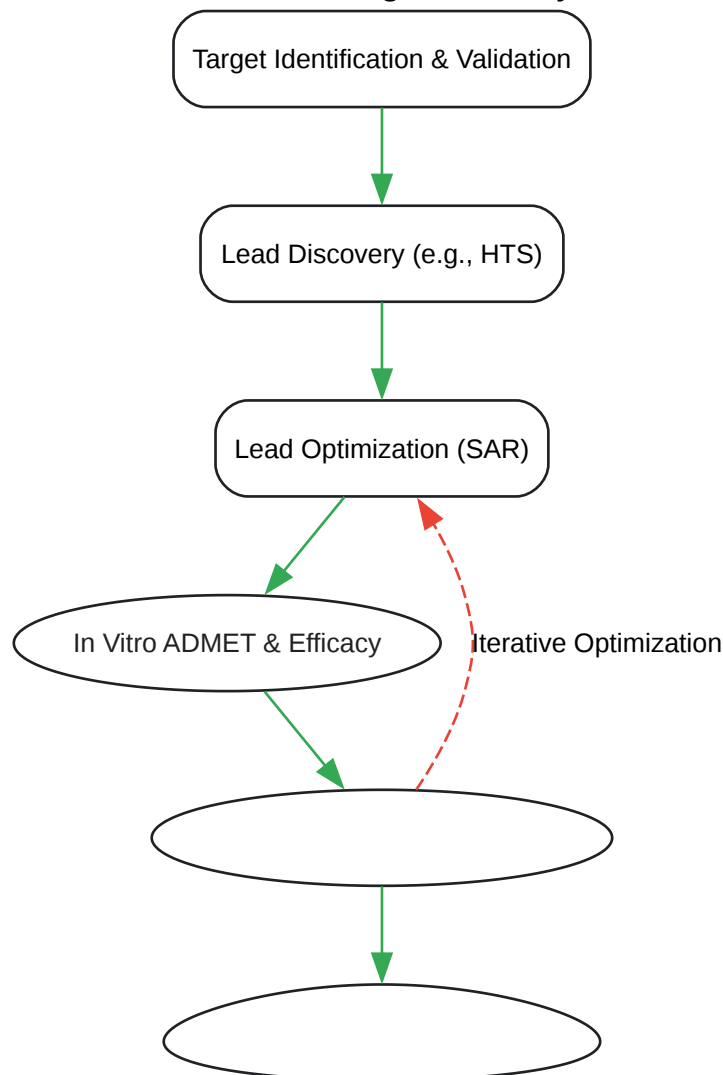 Target Identification & Validation
Lead Discovery (e.g., HTS)
Lead Optimization (SAR)
In Vitro ADMET & Efficacy
Iterative Optimization